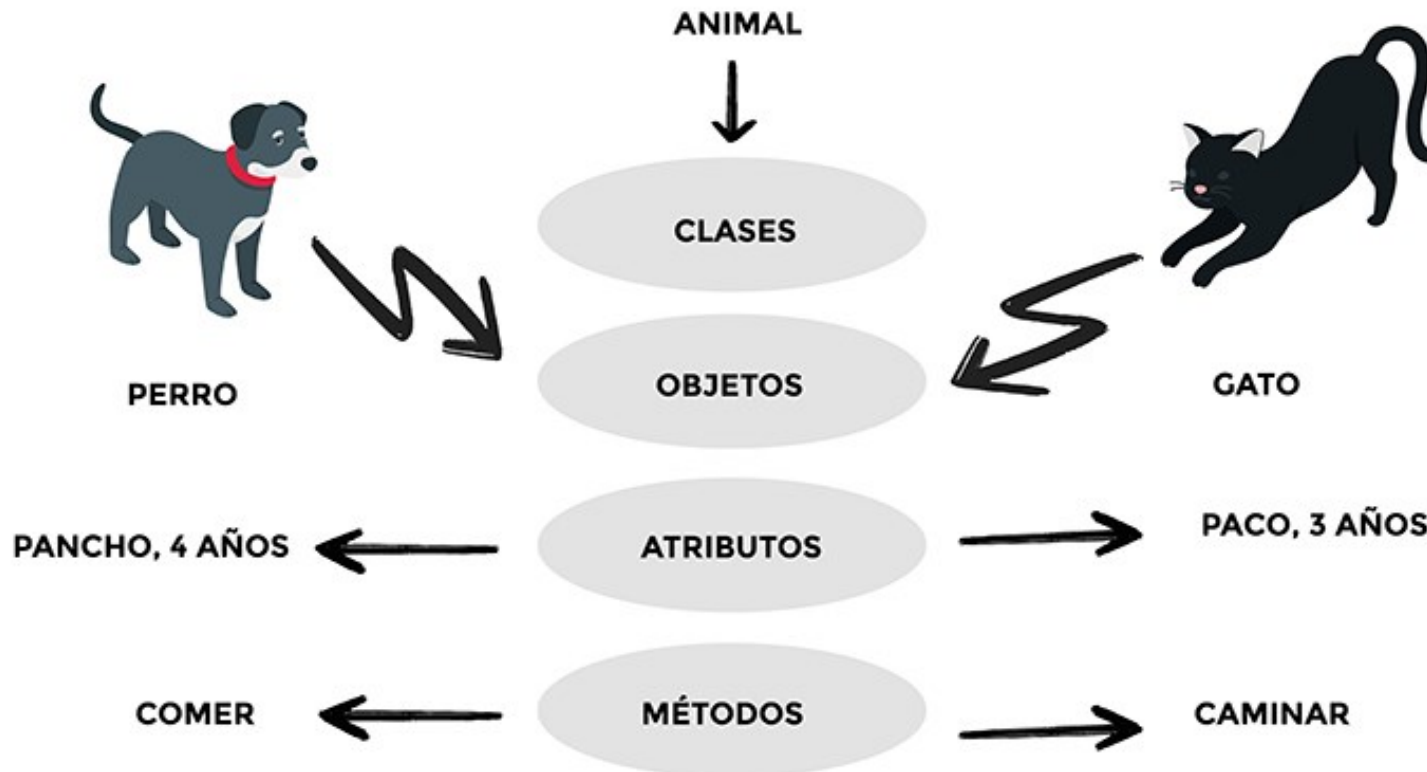 ANIMAL
CLASES
PERRO
OBJETOS
GATO
PANCHO, 4 AÑOS
ATRIBUTOS
PACO, 3 AÑOS
COMER
MÉTODOS
CAMINAR